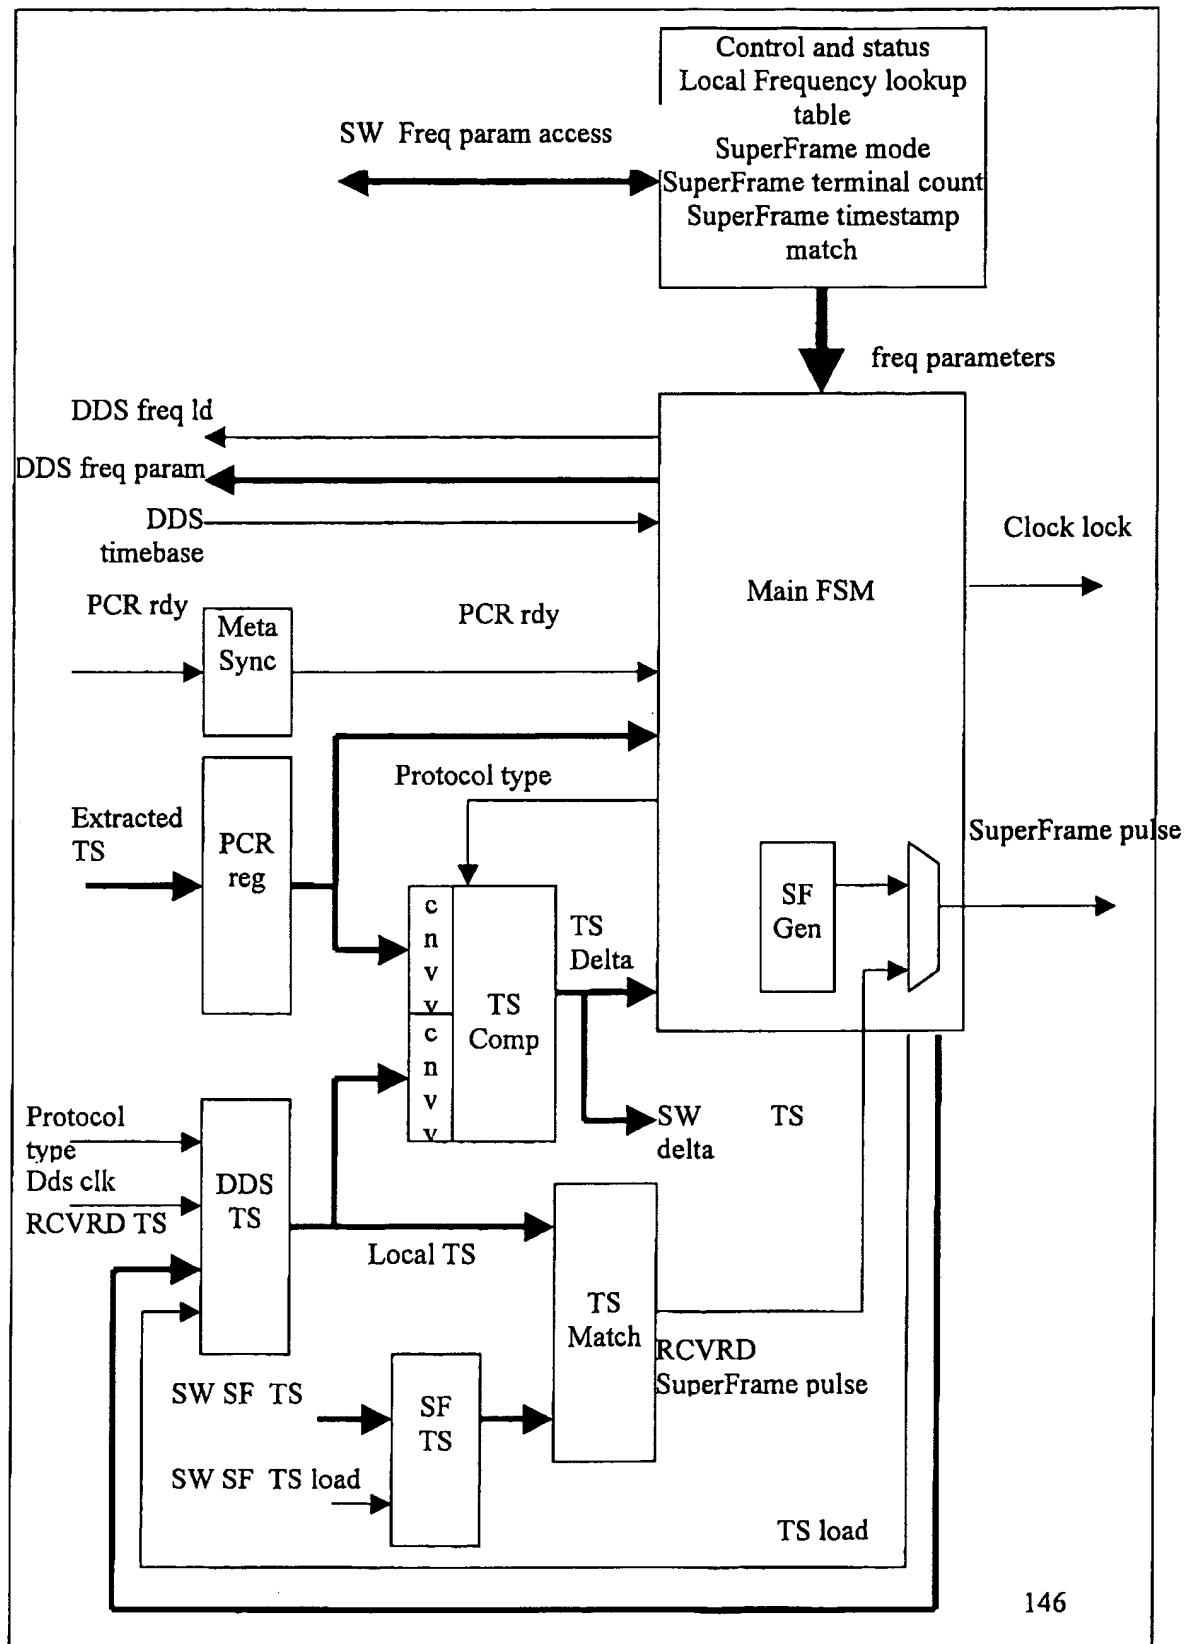 Control and status
Local Frequency lookup
table
SuperFrame mode
SuperFrame terminal count
SuperFrame timestamp
match
SW Freq param access
freq parameters
DDS freq ld
DDS freq param
DDS
timebase
Clock lock
Main FSM
PCR rdy
Meta
Sync
PCR rdy
Protocol type
Extracted
TS
PCR
reg
SuperFrame pulse
SF
Gen
c
n
v
v
TS
Delta
TS
Comp
c
n
v
v
SW TS
delta
Protocol
type
Dds clk
RCVRD TS
DDS
TS
Local TS
TS
Match
RCVRD
SuperFrame pulse
SW SF TS
SF
TS
SW SF TS load
TS load
146